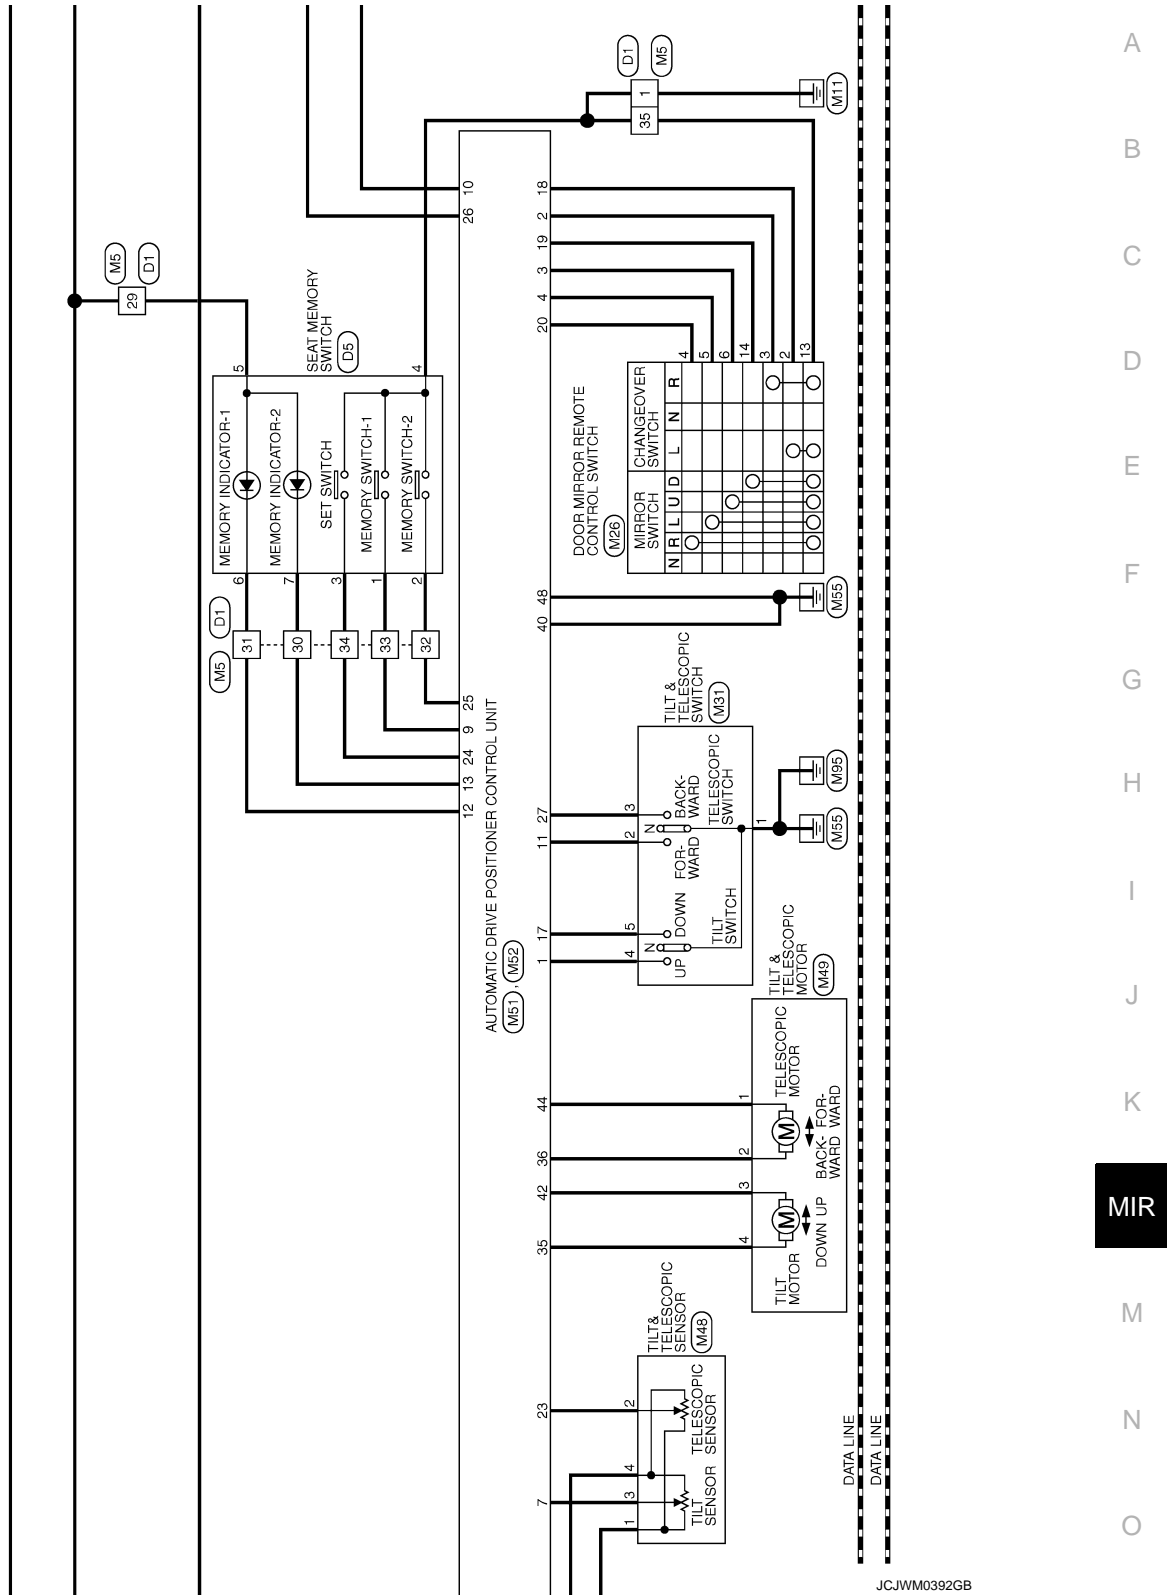 A
B
C
D
E
F
G
H
I
J
K
MIR
M
N
O
D1
M5
1
35
M11
10
26
18
2
19
3
4
20
M5
D1
29
SEAT MEMORY
SWITCH
D5
5
4
MEMORY INDICATOR-1
MEMORY INDICATOR-2
SET SWITCH
MEMORY SWITCH-1
MEMORY SWITCH-2
6
7
3
1
2
D1
M5
31
30
34
33
32
25
9
24
13
12
DOOR MIRROR REMOTE
CONTROL SWITCH
M26
4
5
6
14
3
2
13
CHANGEOVER
SWITCH
R
N
L
MIRROR
SWITCH
D
U
L
R
N
48
40
M55
AUTOMATIC DRIVE POSITIONER CONTROL UNIT
M51 , M52
TILT &
TELESCOPIC
SWITCH
M31
27
11
17
1
3
2
5
4
BACK-
WARD
N
FOR-
WARD
TELESCOPIC
SWITCH
DOWN
N
UP
TILT
SWITCH
1
M95
M55
TILT &
TELESCOPIC
MOTOR
M49
44
36
42
35
1
2
3
4
TELESCOPIC
MOTOR
M
FOR-
WARD
BACK-
WARD
M
DOWN UP
TILT
MOTOR
TILT&
TELESCOPIC
SENSOR
M48
23
7
2
4
3
1
TELESCOPIC
SENSOR
TILT
SENSOR
DATA LINE
DATA LINE
JCJWM0392GB